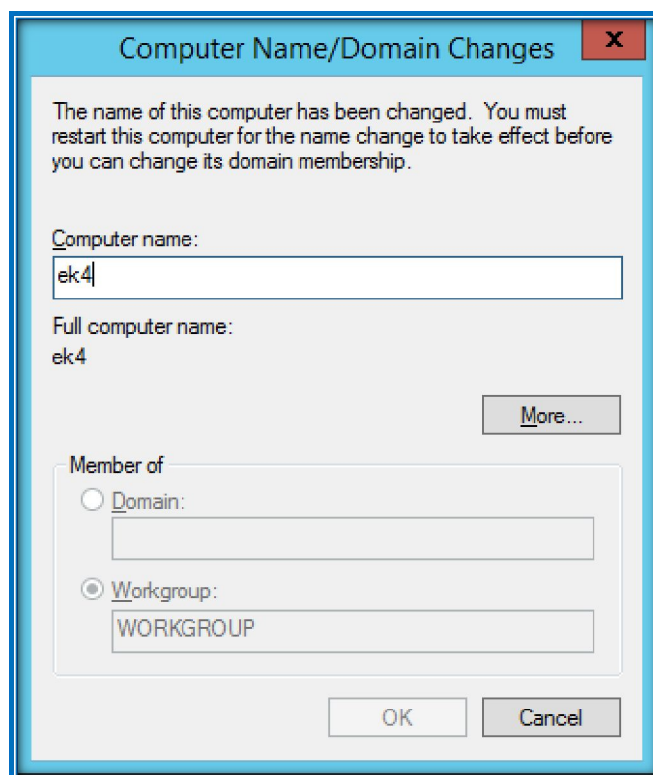 Computer Name/Domain Changes
x
The name of this computer has been changed. You must
restart this computer for the name change to take effect before
you can change its domain membership.
Computer name:
ek4
Full computer name:
ek4
More...
Member of
Domain:
Workgroup:
WORKGROUP
OK Cancel